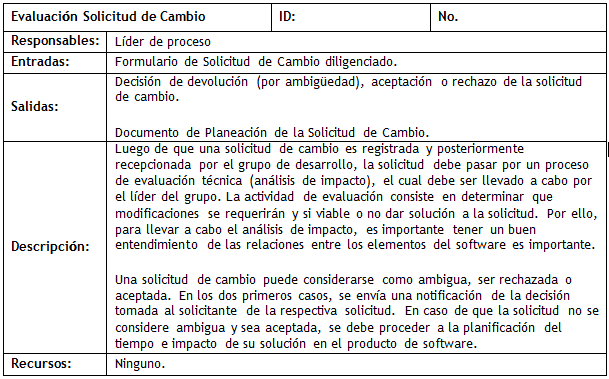 Evaluación Solicitud de Cambio ID: No.
Responsables: Líder de proceso
Entradas: Formulario de Solicitud de Cambio diligenciado.
Salidas:
Decisión de devolución (por ambigüedad), aceptación o rechazo de la solicitud
de cambio.
Documento de Planeación de la Solicitud de Cambio.
Descripción:
Luego de que una solicitud de cambio es registrada y posteriormente
recepcionada por el grupo de desarrollo, la solicitud debe pasar por un proceso
de evaluación técnica (análisis de impacto), el cual debe ser llevado a cabo por
el líder del grupo. La actividad de evaluación consiste en determinar que
modificaciones se requerirán y si viable o no dar solución a la solicitud. Por ello,
para llevar a cabo el análisis de impacto, es importante tener un buen
entendimiento de las relaciones entre los elementos del software es importante.
Una solicitud de cambio puede considerarse como ambigua, ser rechazada o
aceptada. En los dos primeros casos, se envía una notificación de la decisión
tomada al solicitante de la respectiva solicitud. En caso de que la solicitud no se
considere ambigua y sea aceptada, se debe proceder a la planificación del
tiempo e impacto de su solución en el producto de software.
Recursos: Ninguno.